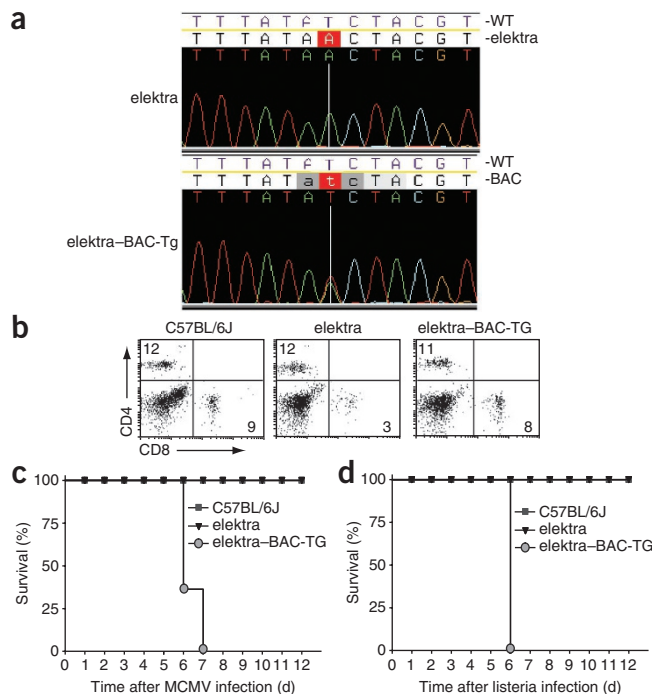 a
T T T A T A T C T A C G T -WT
T T T A T A A C T A C G T -elektra
T T T A T A A C T A C G T
elektra
T T T A T A T C T A C G T -WT
T T T A T a t c T A C G T -BAC
T T T A T A T C T A C G T
elektra–BAC-Tg
b
C57BL/6J elektra elektra–BAC-TG
12 12 11
CD4
9 3 8
CD8
c
100
75
50
25
0
Survival (%)
C57BL/6J
elektra
elektra–BAC-TG
0 1 2 3 4 5 6 7 8 9 10 11 12
Time after MCMV infection (d)
d
100
75
50
25
0
Survival (%)
C57BL/6J
elektra
elektra–BAC-TG
0 1 2 3 4 5 6 7 8 9 10 11 12
Time after listeria infection (d)